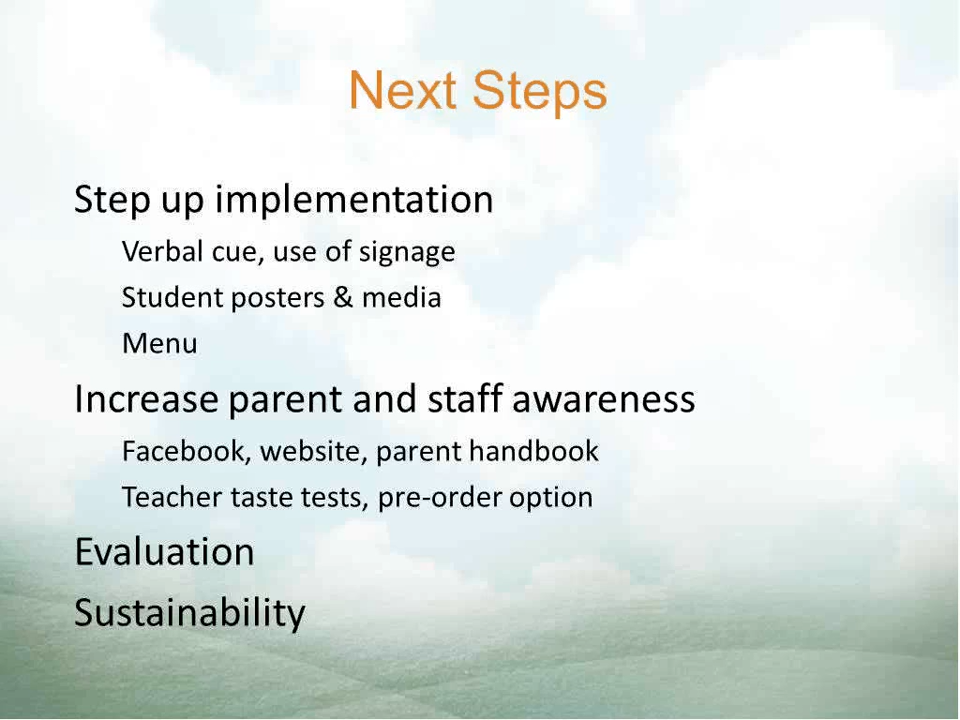 Next Steps
Step up implementation
Verbal cue, use of signage
Student posters & media
Menu
Increase parent and staff awareness
Facebook, website, parent handbook
Teacher taste tests, pre-order option
Evaluation
Sustainability